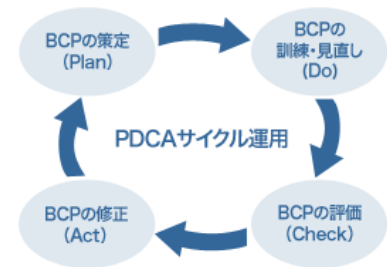 BCPの策定
(Plan)
BCPの
訓練・見直し
(Do)
PDCAサイクル運用
BCPの修正
(Act)
BCPの評価
(Check)